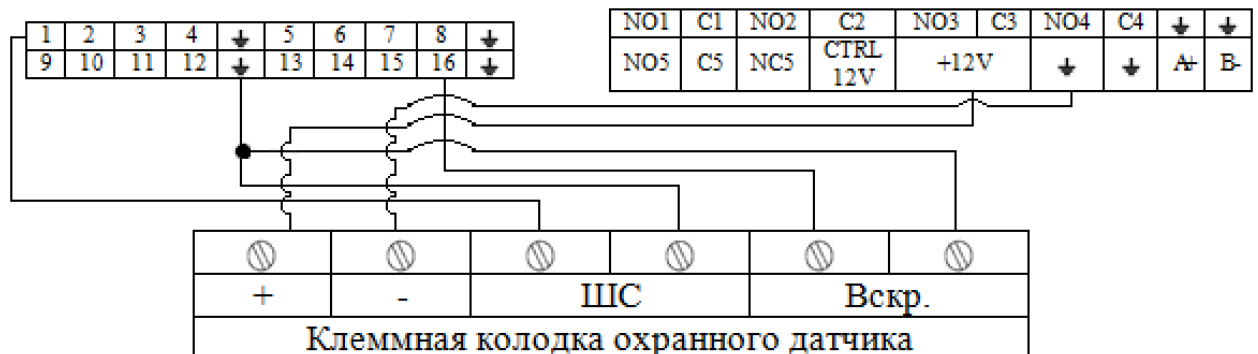 1 2 3 4 5 6 7 8
9 10 11 12 13 14 15 16
NO1 C1 NO2 C2 NO3 C3 NO4 C4
NO5 C5 NC5 CTRL 12V +12V A+ B-
+ - ШС Вскр.
Клеммная колодка охранного датчика